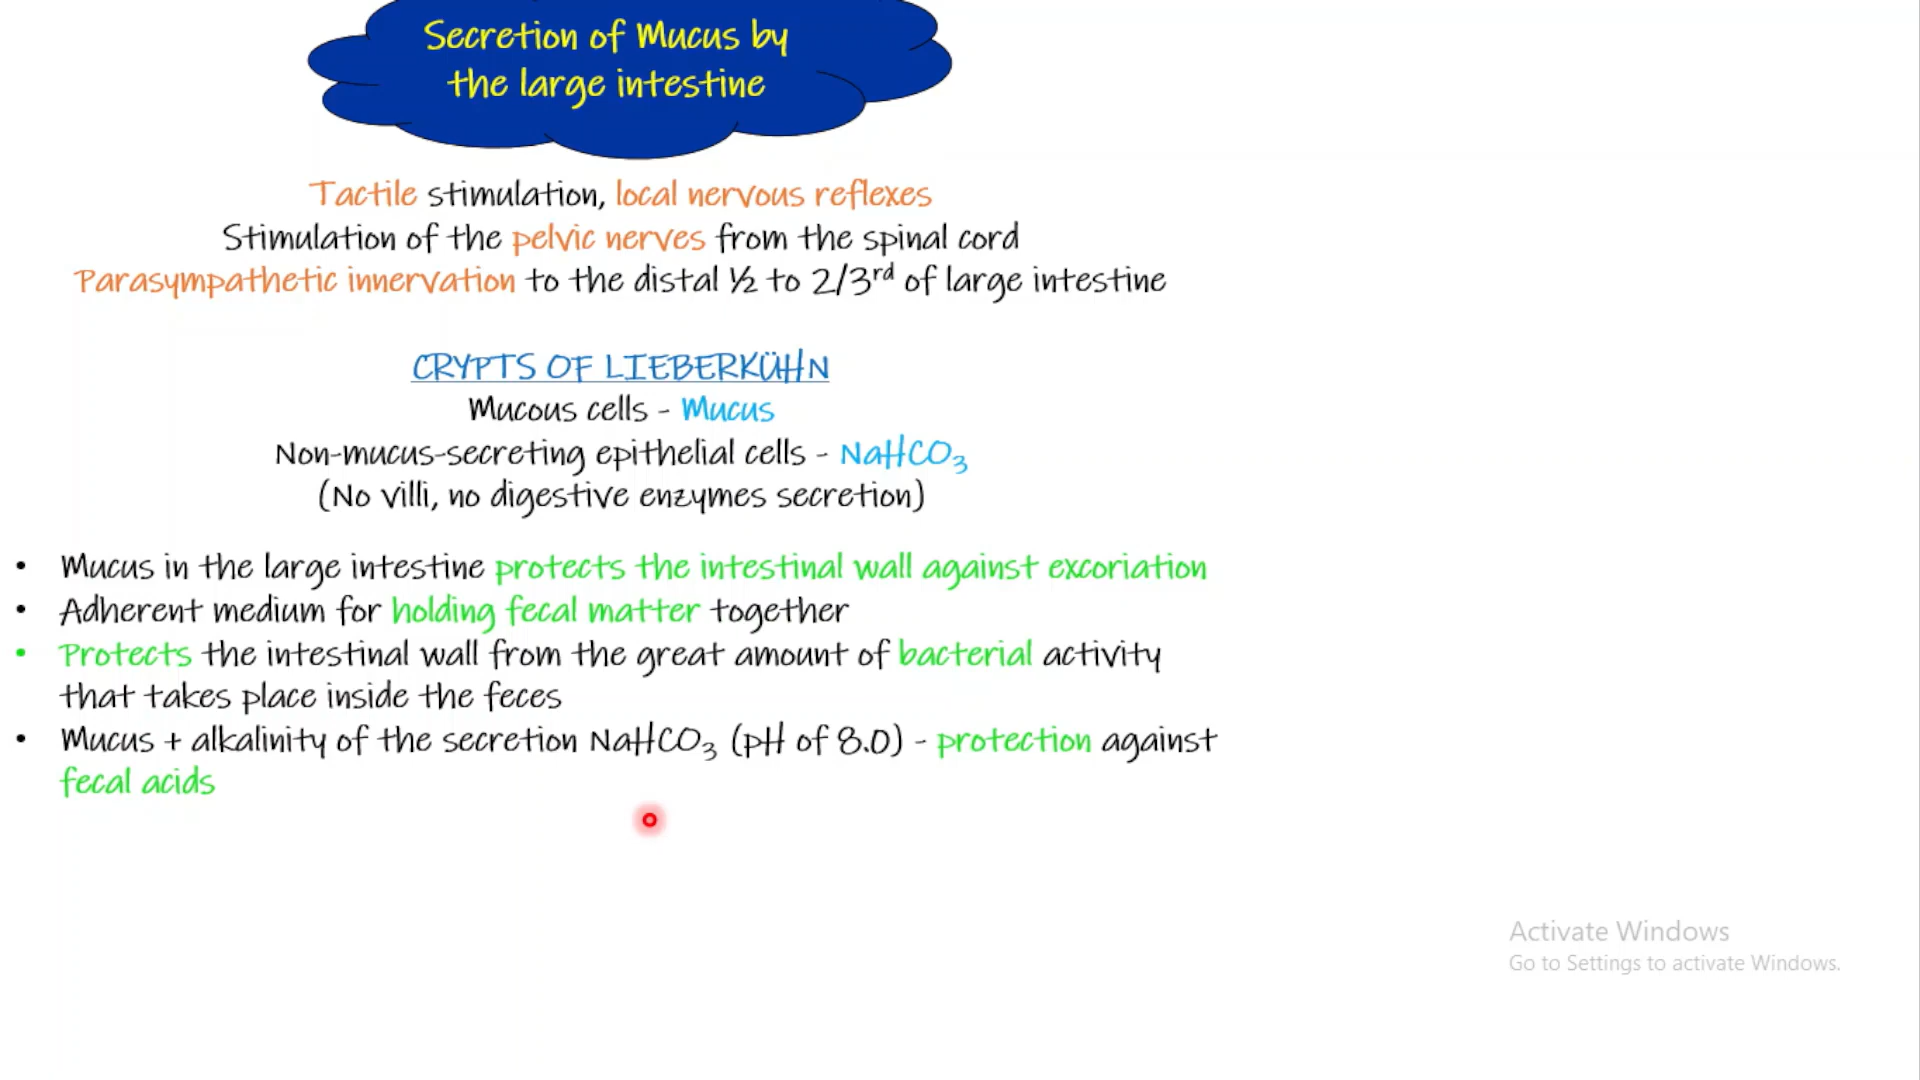 Secretion of Mucus by
the large intestine
Tactile stimulation, local nervous reflexes
Stimulation of the pelvic nerves from the spinal cord
Parasympathetic innervation to the distal ½ to 2/3ʳᵈ of large intestine
CRYPTS OF LIEBERKÜHN
Mucous cells - Mucus
Non-mucus-secreting epithelial cells - NaHCO₃
(No villi, no digestive enzymes secretion)
• Mucus in the large intestine protects the intestinal wall against excoriation
• Adherent medium for holding fecal matter together
• Protects the intestinal wall from the great amount of bacterial activity
that takes place inside the feces
• Mucus + alkalinity of the secretion NaHCO₃ (pH of 8.0) - protection against
fecal acids
Activate Windows
Go to Settings to activate Windows.